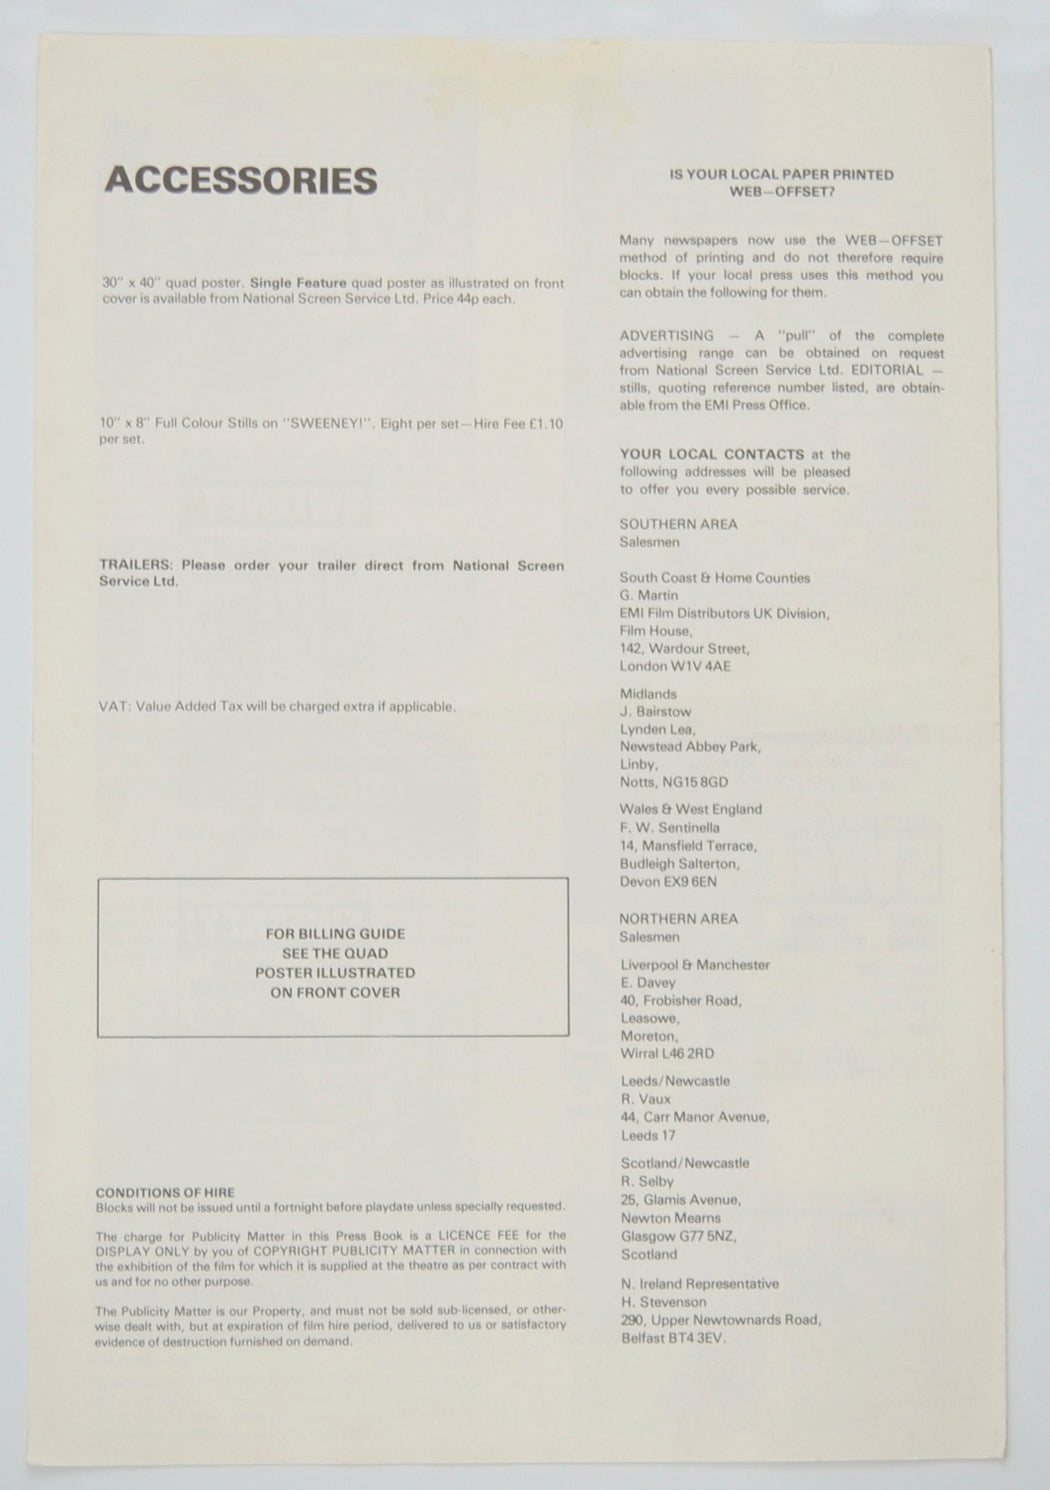 ACCESSORIES
30" x 40" quad poster. Single Feature quad poster as illustrated on front
cover is available from National Screen Service Ltd. Price 44p each.
10" x 8" Full Colour Stills on "SWEENEY!". Eight per set—Hire Fee £1.10
per set.
TRAILERS: Please order your trailer direct from National Screen
Service Ltd.
VAT: Value Added Tax will be charged extra if applicable.
FOR BILLING GUIDE
SEE THE QUAD
POSTER ILLUSTRATED
ON FRONT COVER
CONDITIONS OF HIRE
Blocks will not be issued until a fortnight before playdate unless specially requested.
The charge for Publicity Matter in this Press Book is a LICENCE FEE for the
DISPLAY ONLY by you of COPYRIGHT PUBLICITY MATTER in connection with
the exhibition of the film for which it is supplied at the theatre as per contract with
us and for no other purpose.
The Publicity Matter is our Property, and must not be sold sub-licensed, or other-
wise dealt with, but at expiration of film hire period, delivered to us or satisfactory
evidence of destruction furnished on demand.
IS YOUR LOCAL PAPER PRINTED
WEB—OFFSET?
Many newspapers now use the WEB—OFFSET
method of printing and do not therefore require
blocks. If your local press uses this method you
can obtain the following for them.
ADVERTISING — A "pull" of the complete
advertising range can be obtained on request
from National Screen Service Ltd. EDITORIAL —
stills, quoting reference number listed, are obtain-
able from the EMI Press Office.
YOUR LOCAL CONTACTS at the
following addresses will be pleased
to offer you every possible service.
SOUTHERN AREA
Salesmen
South Coast & Home Counties
G. Martin
EMI Film Distributors UK Division,
Film House,
142, Wardour Street,
London W1V 4AE
Midlands
J. Bairstow
Lynden Lea,
Newstead Abbey Park,
Linby,
Notts, NG15 8GD
Wales & West England
F. W. Sentinella
14, Mansfield Terrace,
Budleigh Salterton,
Devon EX9 6EN
NORTHERN AREA
Salesmen
Liverpool & Manchester
E. Davey
40, Frobisher Road,
Leasowe,
Moreton,
Wirral L46 2RD
Leeds/Newcastle
R. Vaux
44, Carr Manor Avenue,
Leeds 17
Scotland/Newcastle
R. Selby
25, Glamis Avenue,
Newton Mearns
Glasgow G77 5NZ,
Scotland
N. Ireland Representative
H. Stevenson
290, Upper Newtownards Road,
Belfast BT4 3EV.